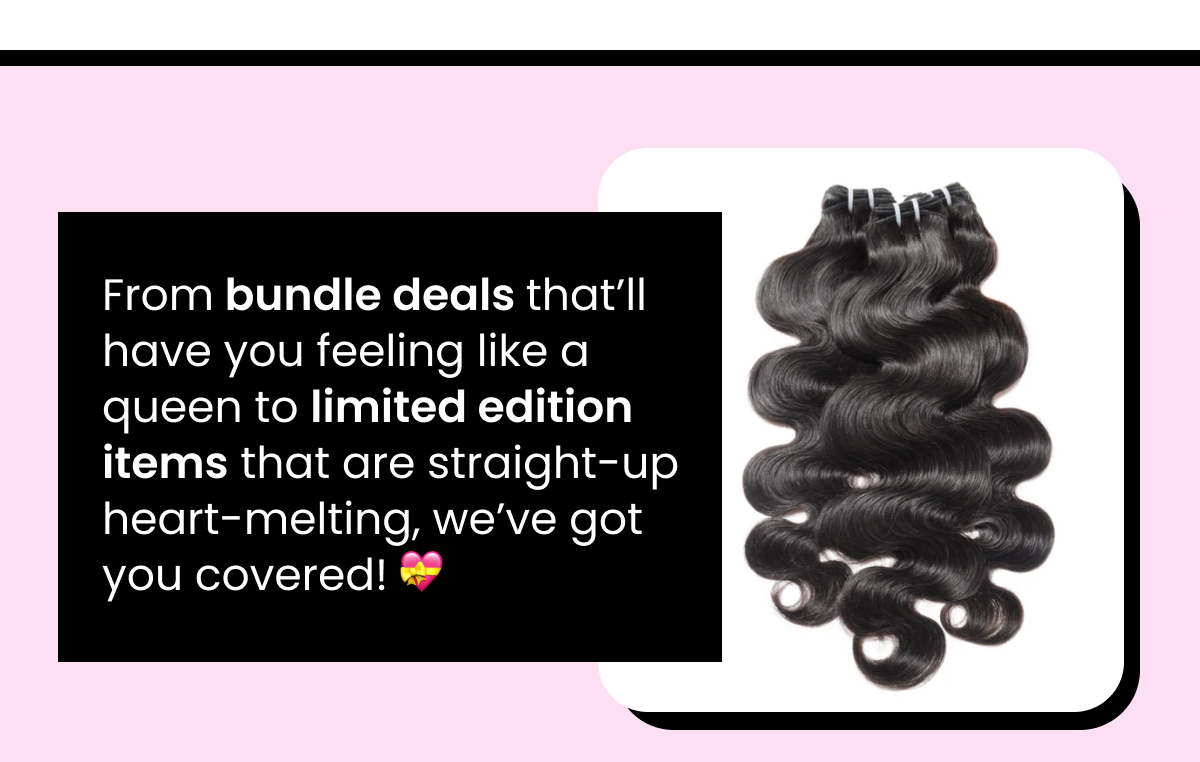 From bundle deals that’ll
have you feeling like a
queen to limited edition
items that are straight-up
heart-melting, we’ve got
you covered! 💝